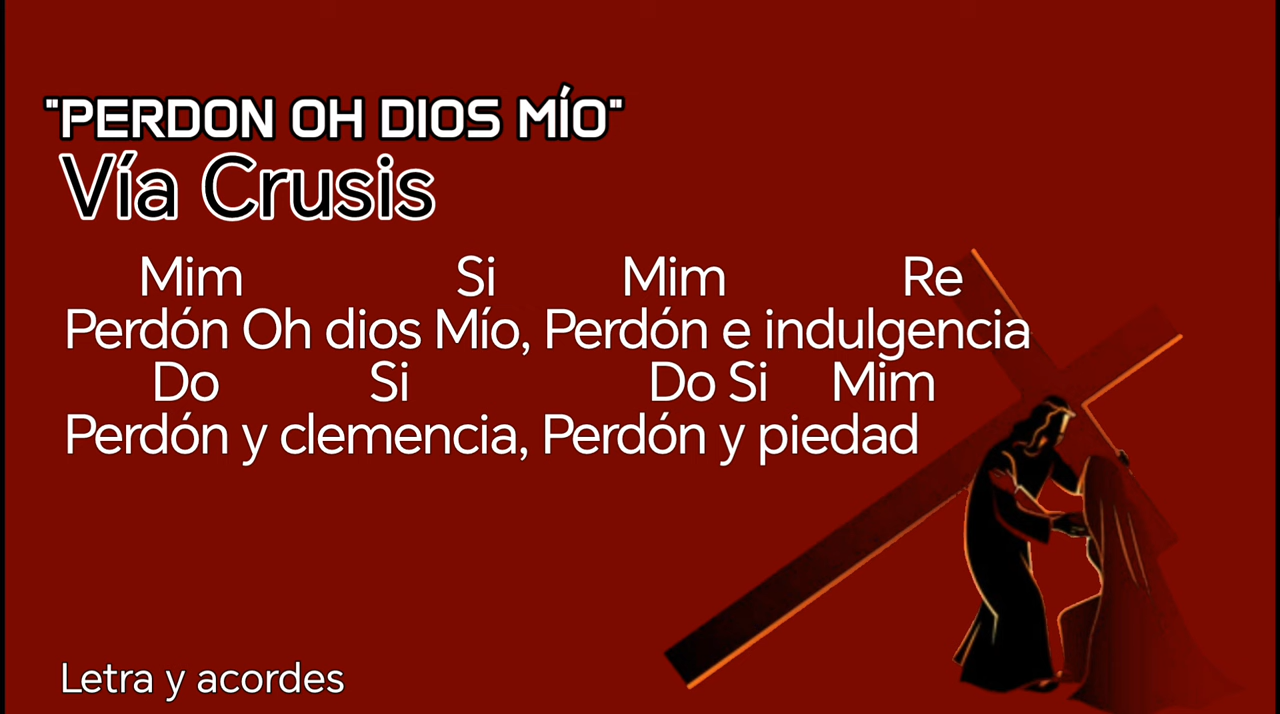 "PERDON OH DIOS MÍO"
Vía Crusis
Mim Si Mim Re
Perdón Oh dios Mío, Perdón e indulgencia
Do Si Do Si Mim
Perdón y clemencia, Perdón y piedad
Letra y acordes